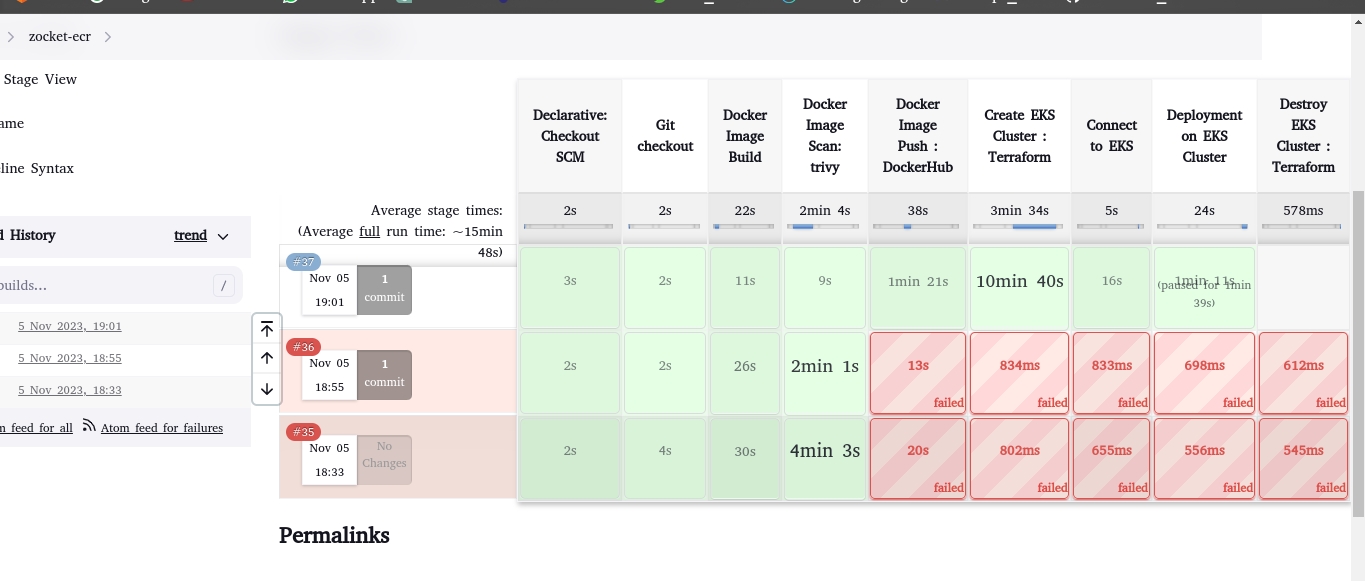 zocket-ecr
Stage View
ame
line Syntax
d History
trend
builds...
/
5 Nov 2023, 19:01
5 Nov 2023, 18:55
5 Nov 2023, 18:33
m feed for all
Atom feed for failures
Declarative: Checkout SCM
Git checkout
Docker Image Build
Docker Image Scan: trivy
Docker Image Push : DockerHub
Create EKS Cluster : Terraform
Connect to EKS
Deployment on EKS Cluster
Destroy EKS Cluster : Terraform
Average stage times:
(Average full run time: ~15min
48s)
2s 2s 22s 2min 4s 38s 3min 34s 5s 24s 578ms
#37
Nov 05
19:01
1
commit
3s 2s 11s 9s 1min 21s 10min 40s 16s 1min 11s
(paused for 1min
39s)
#36
Nov 05
18:55
1
commit
2s 2s 26s 2min 1s 13s 834ms 833ms 698ms 612ms
failed failed failed failed failed
#35
Nov 05
18:33
No
Changes
2s 4s 30s 4min 3s 20s 802ms 655ms 556ms 545ms
failed failed failed failed failed
Permalinks